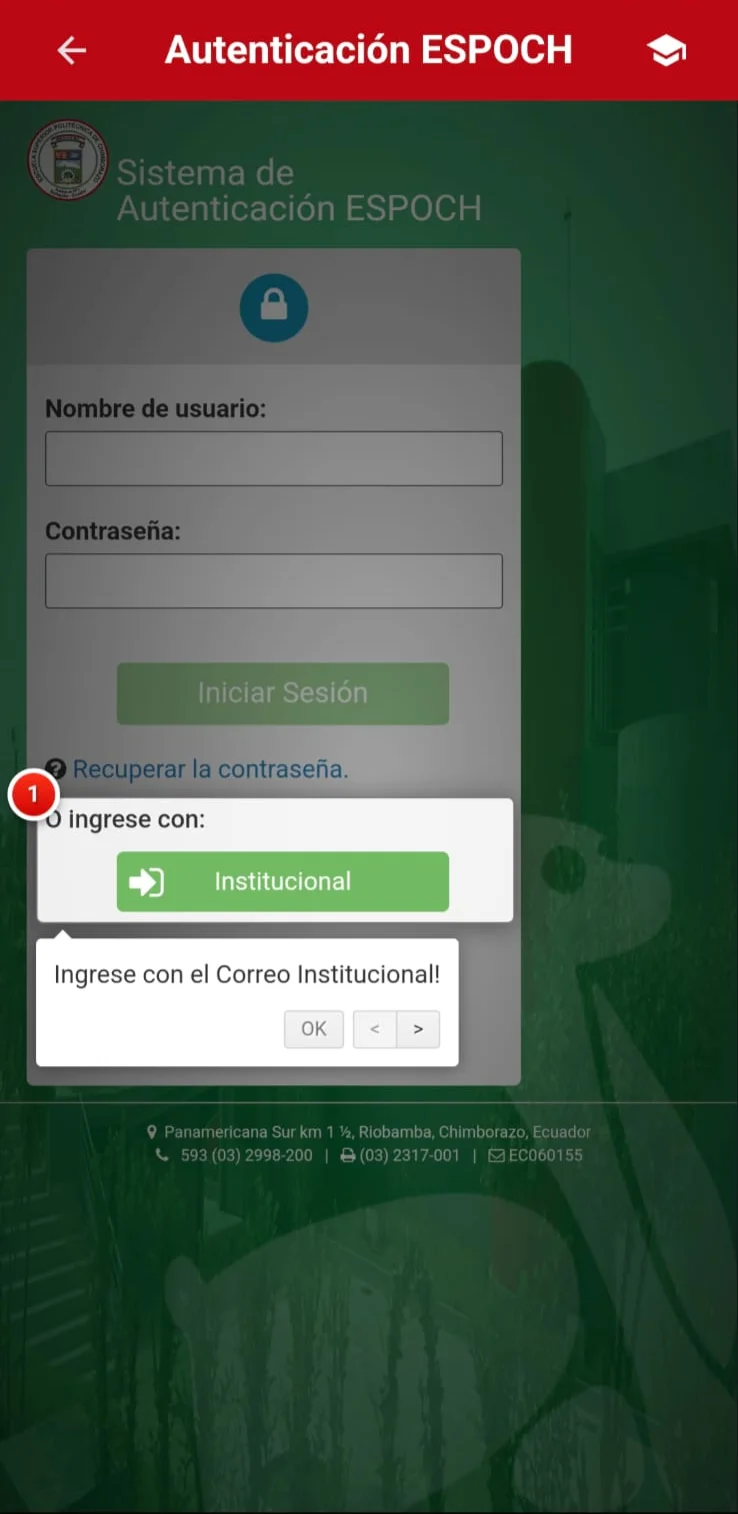 Autenticación ESPOCH
Sistema de
Autenticación ESPOCH
Nombre de usuario:
Contraseña:
Iniciar Sesión
Recuperar la contraseña.
1
O ingrese con:
Institucional
Ingrese con el Correo Institucional!
OK < >
Panamericana Sur km 1 ½, Riobamba, Chimborazo, Ecuador
593 (03) 2998-200 | (03) 2317-001 | EC060155